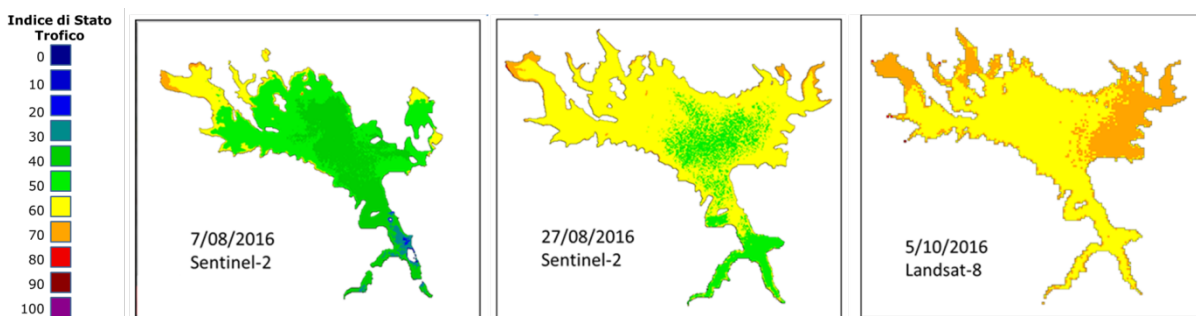 Indice di Stato
Trofico
0
10
20
30
40
50
60
70
80
90
100
7/08/2016
Sentinel-2
27/08/2016
Sentinel-2
5/10/2016
Landsat-8